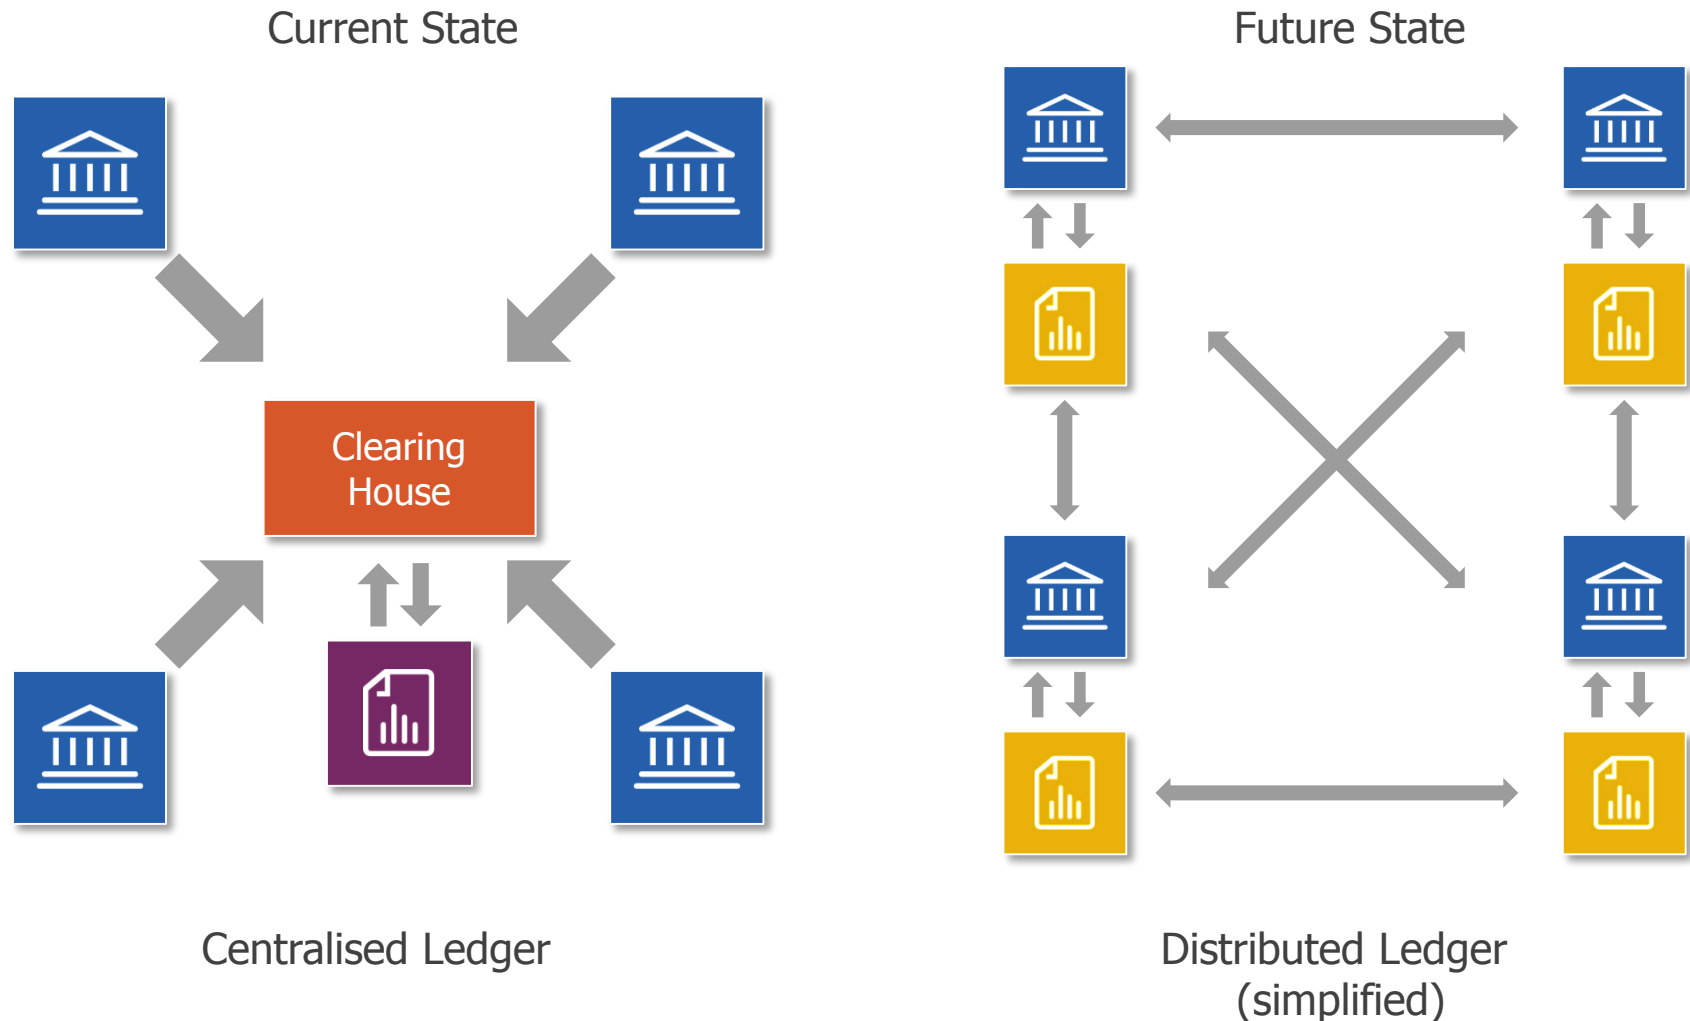 Current State
Clearing
House
Centralised Ledger
Future State
Distributed Ledger
(simplified)